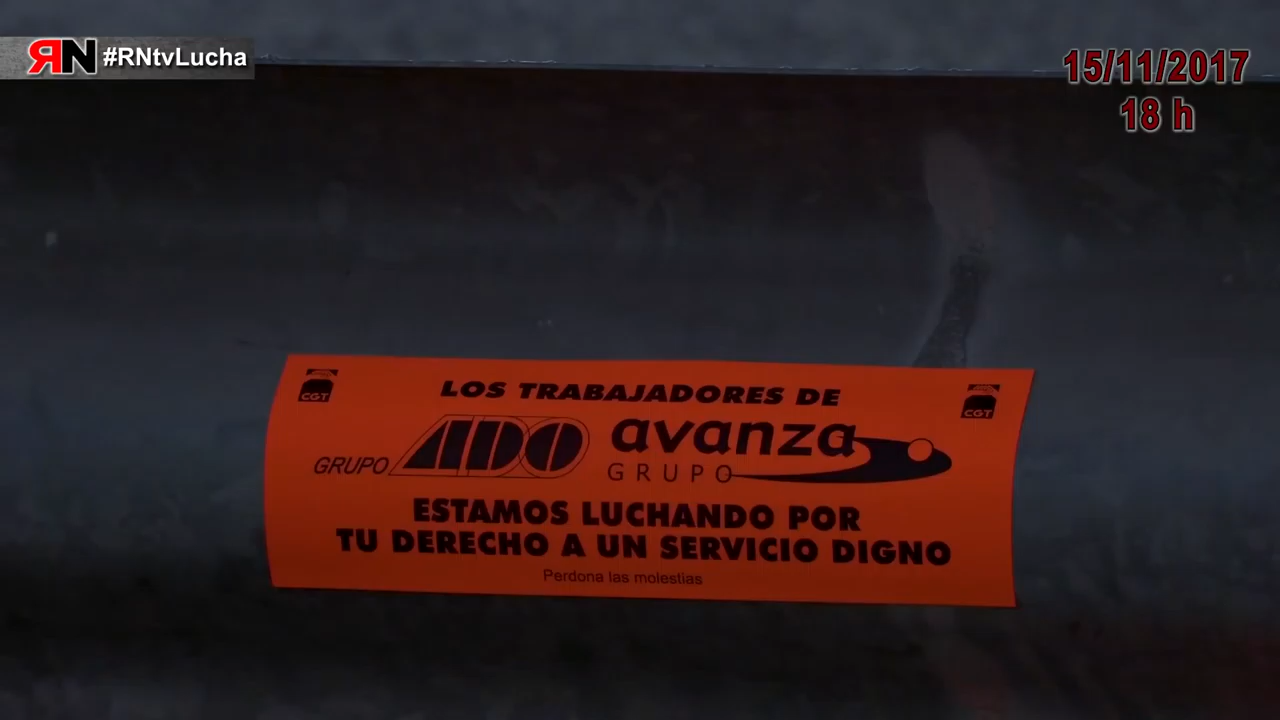 RN #RNtvLucha
15/11/2017
18 h
CGT
CGT
LOS TRABAJADORES DE
GRUPO ADO avanza
GRUPO
ESTAMOS LUCHANDO POR
TU DERECHO A UN SERVICIO DIGNO
Perdona las molestias